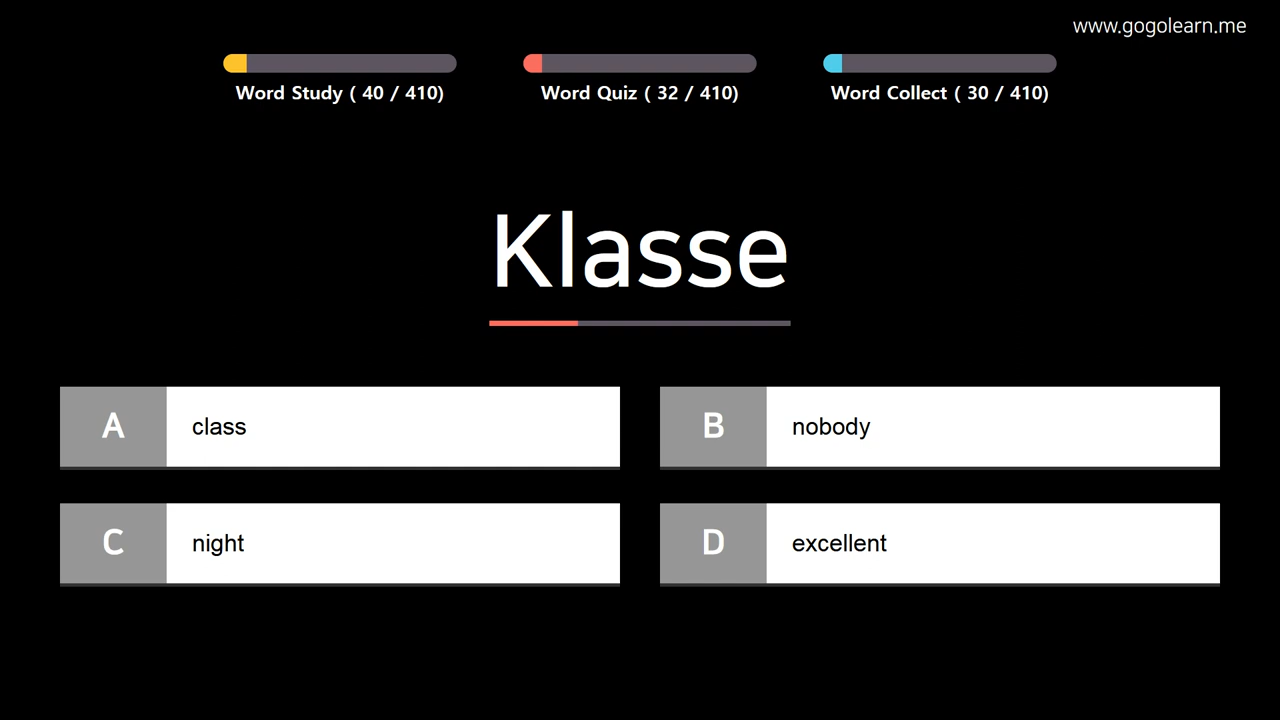 www.gogolearn.me
Word Study ( 40 / 410)
Word Quiz ( 32 / 410)
Word Collect ( 30 / 410)
Klasse
A class
B nobody
C night
D excellent